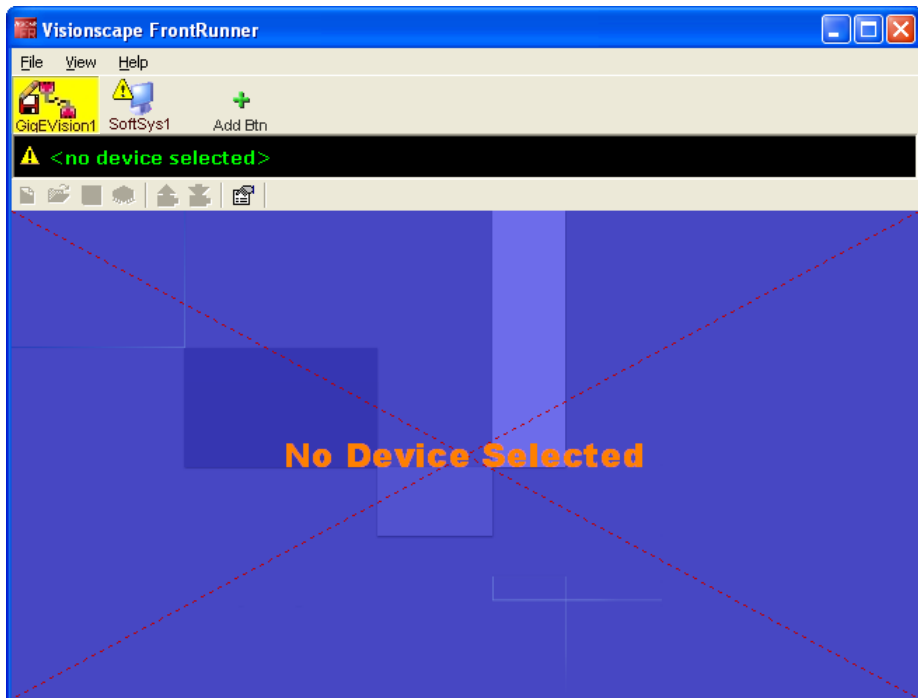 Visionscape FrontRunner
File View Help
GigEVision1 SoftSys1 Add Btn
<no device selected>
No Device Selected